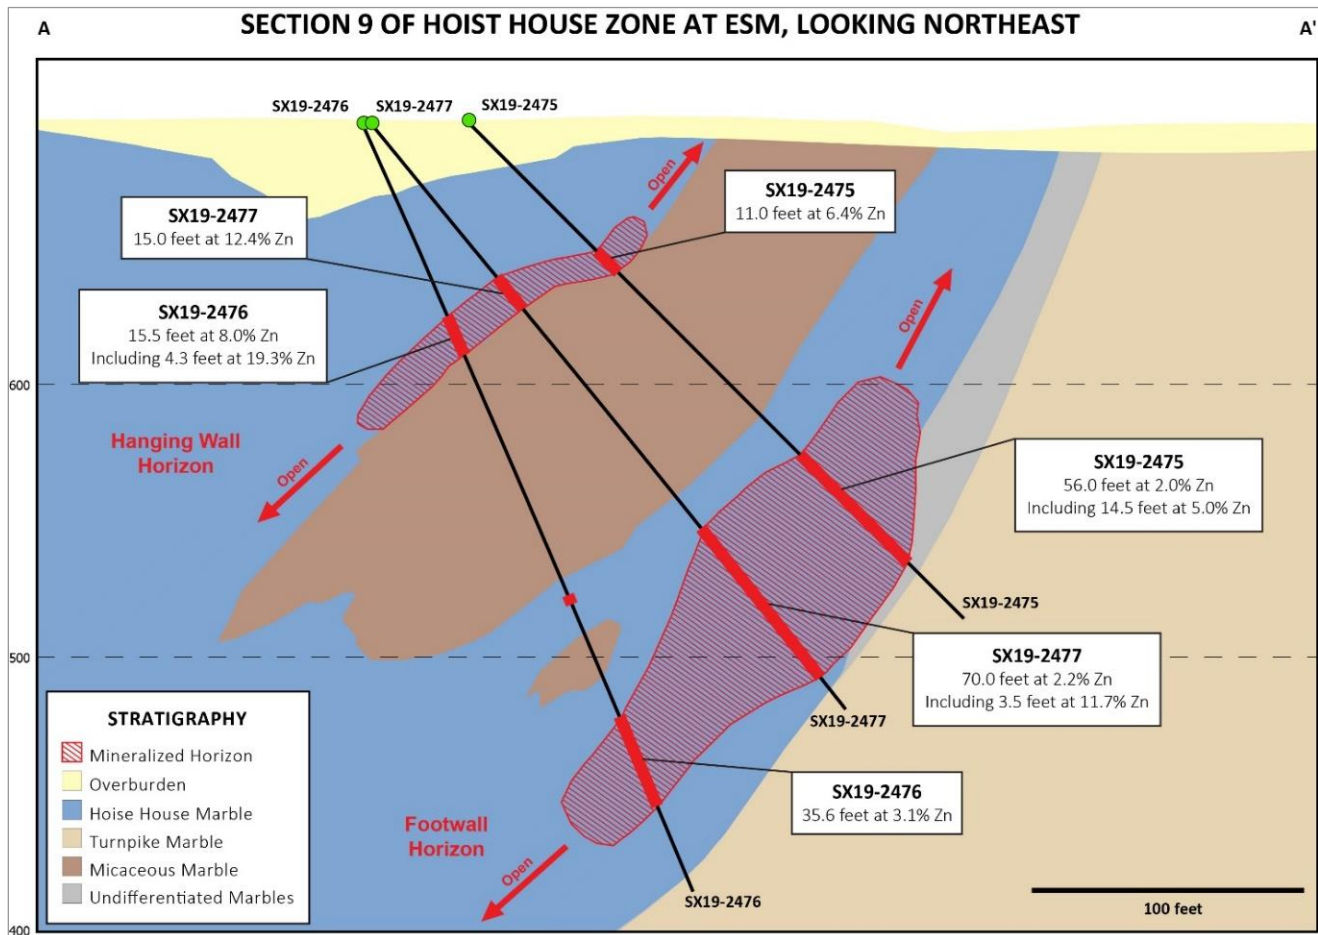 A
SECTION 9 OF HOIST HOUSE ZONE AT ESM, LOOKING NORTHEAST
A'
SX19-2476
SX19-2477
SX19-2475
Open
SX19-2475
11.0 feet at 6.4% Zn
SX19-2477
15.0 feet at 12.4% Zn
SX19-2476
15.5 feet at 8.0% Zn
Including 4.3 feet at 19.3% Zn
Open
600
Hanging Wall
Horizon
Open
SX19-2475
56.0 feet at 2.0% Zn
Including 14.5 feet at 5.0% Zn
SX19-2475
500
SX19-2477
70.0 feet at 2.2% Zn
Including 3.5 feet at 11.7% Zn
SX19-2477
STRATIGRAPHY
Mineralized Horizon
Overburden
Hoise House Marble
Turnpike Marble
Micaceous Marble
Undifferentiated Marbles
SX19-2476
35.6 feet at 3.1% Zn
Footwall
Horizon
Open
SX19-2476
100 feet
400